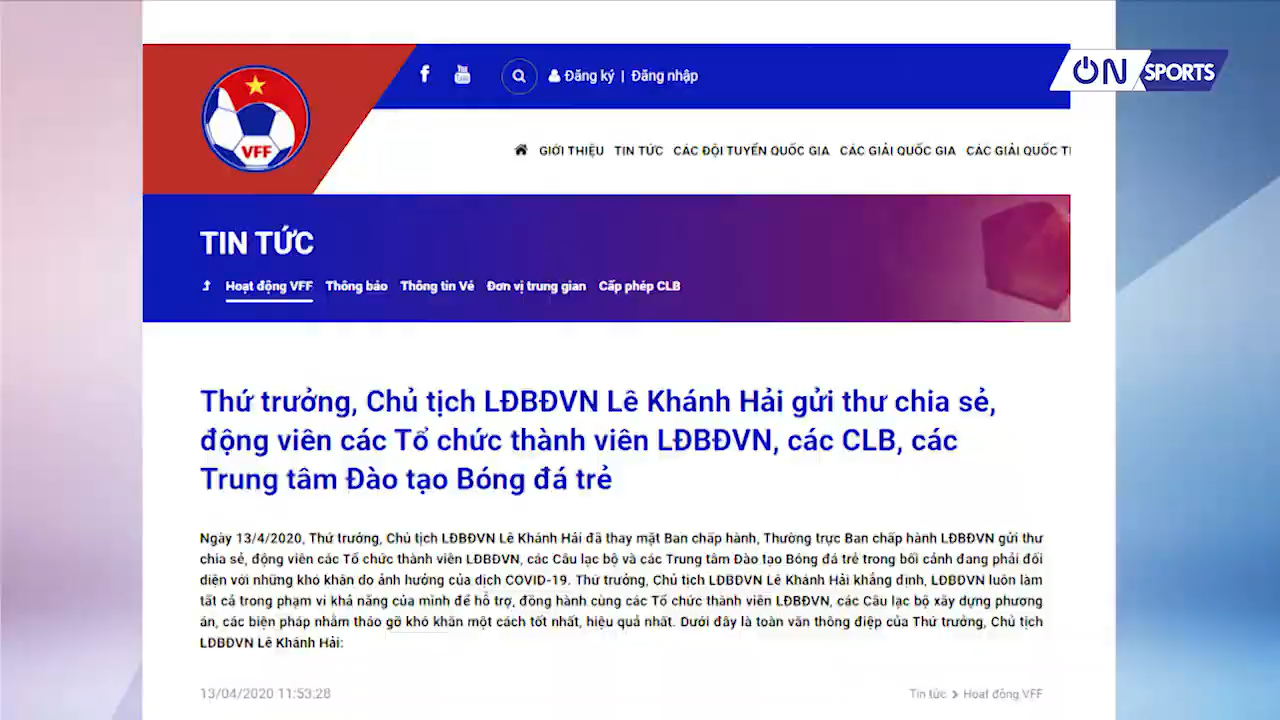 ON SPORTS
VFF
Đăng ký | Đăng nhập
GIỚI THIỆU TIN TỨC CÁC ĐỘI TUYỂN QUỐC GIA CÁC GIẢI QUỐC GIA CÁC GIẢI QUỐC T
TIN TỨC
Hoạt động VFF Thông báo Thông tin Vé Đơn vị trung gian Cấp phép CLB
Thứ trưởng, Chủ tịch LĐBĐVN Lê Khánh Hải gửi thư chia sẻ,
động viên các Tổ chức thành viên LĐBĐVN, các CLB, các
Trung tâm Đào tạo Bóng đá trẻ
Ngày 13/4/2020, Thứ trưởng, Chủ tịch LĐBĐVN Lê Khánh Hải đã thay mặt Ban chấp hành, Thường trực Ban chấp hành LĐBĐVN gửi thư
chia sẻ, động viên các Tổ chức thành viên LĐBĐVN, các Câu lạc bộ và các Trung tâm Đào tạo Bóng đá trẻ trong bối cảnh đang phải đối
diện với những khó khăn do ảnh hưởng của dịch COVID-19. Thứ trưởng, Chủ tịch LĐBĐVN Lê Khánh Hải khẳng định, LĐBĐVN luôn làm
tất cả trong phạm vi khả năng của mình để hỗ trợ, đồng hành cùng các Tổ chức thành viên LĐBĐVN, các Câu lạc bộ xây dựng phương
án, các biện pháp nhằm tháo gỡ khó khăn một cách tốt nhất, hiệu quả nhất. Dưới đây là toàn văn thông điệp của Thứ trưởng, Chủ tịch
LĐBĐVN Lê Khánh Hải:
13/04/2020 11:53:28
Tin tức > Hoạt động VFF